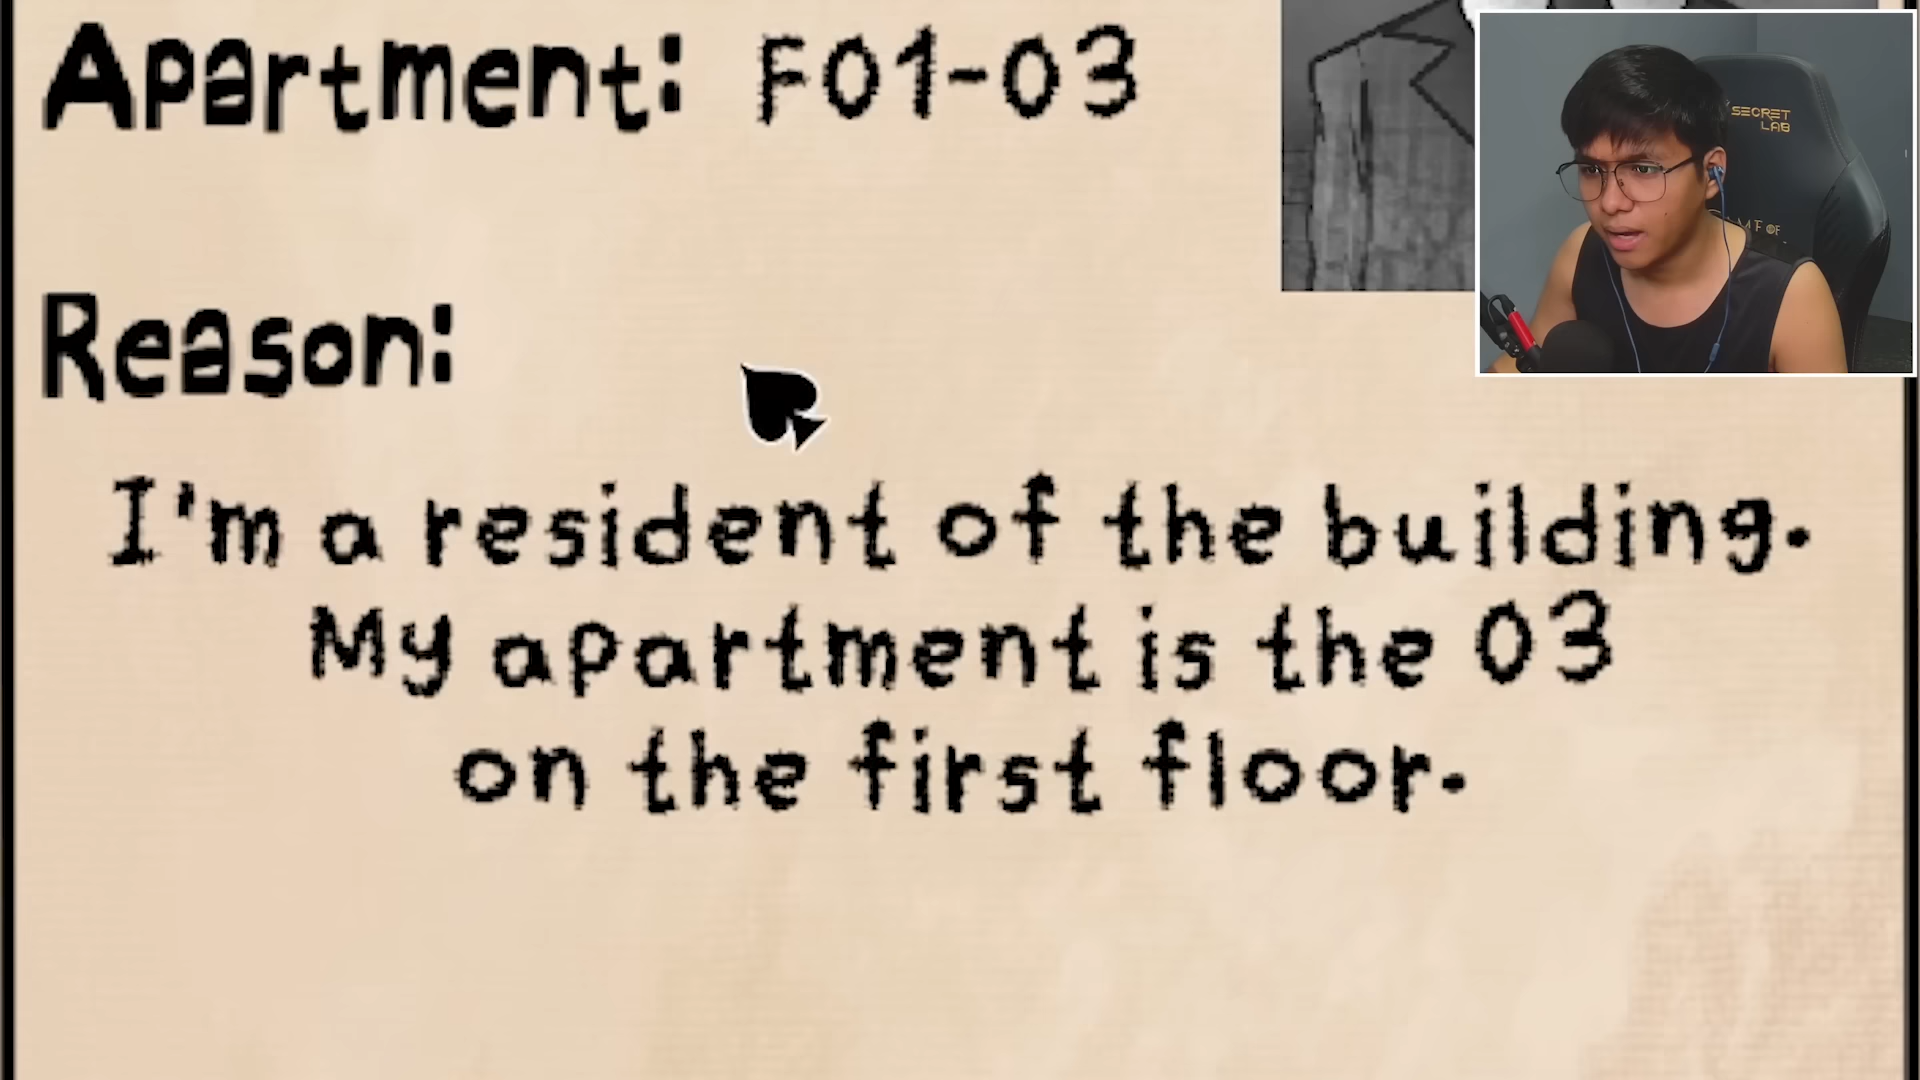 Apartment: F01-03
SECRET
LAB
Reason:
I'm a resident of the building.
My apartment is the 03
on the first floor.